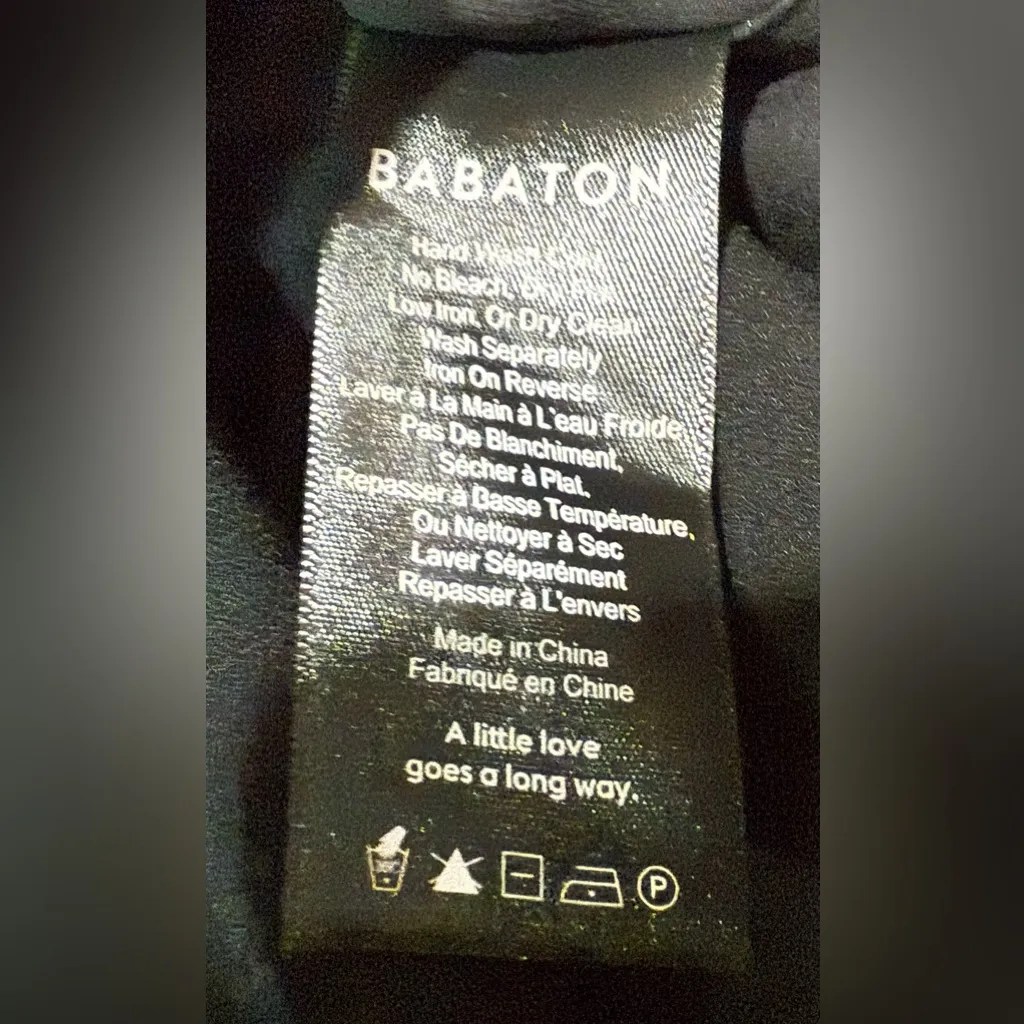 BABATON
Hand Wash Cold
No Bleach, Dry Flat
Low Iron, Or Dry Clean
Wash Separately
Iron On Reverse
Laver à La Main à L'eau Froide,
Pas De Blanchiment,
Sécher à Plat.
Repasser à Basse Température,
Ou Nettoyer à Sec
Laver Séparément
Repasser à L'envers
Made in China
Fabriqué en Chine
A little love
goes a long way.
P